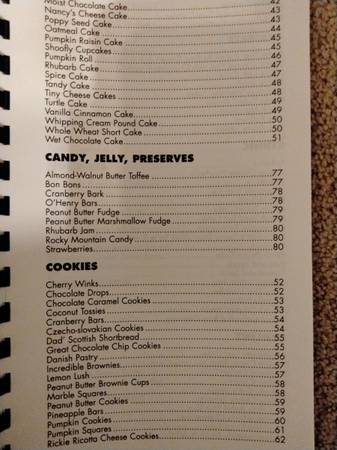 Moist Chocolate Cake 42
Nancy's Cheese Cake 43
Poppy Seed Cake 43
Oatmeal Cake 44
Pumpkin Raisin Cake 45
Shoofly Cupcakes 45
Pumpkin Roll 46
Rhubarb Cake 47
Spice Cake 47
Tandy Cake 48
Tiny Cheese Cakes 48
Turtle Cake 49
Vanilla Cinnamon Cake 49
Whipping Cream Pound Cake 50
Whole Wheat Short Cake 50
Wet Chocolate Cake 51
CANDY, JELLY, PRESERVES
Almond-Walnut Butter Toffee 77
Bon Bons 77
Cranberry Bark 78
O'Henry Bars 78
Peanut Butter Fudge 79
Peanut Butter Marshmallow Fudge 79
Rhubarb Jam 80
Rocky Mountain Candy 80
Strawberries 80
COOKIES
Cherry Winks 52
Chocolate Drops 52
Chocolate Caramel Cookies 53
Coconut Tossies 53
Cranberry Bars 54
Czecho-slovakian Cookies 54
Dad' Scottish Shortbread 55
Great Chocolate Chip Cookies 55
Danish Pastry 56
Incredible Brownies 57
Lemon Lush 57
Peanut Butter Brownie Cups 58
Marble Squares 58
Peanut Butter Cookies 59
Pineapple Bars 59
Pumpkin Cookies 60
Pumpkin Squares 61
Rickie Ricotta Cheese Cookies 62